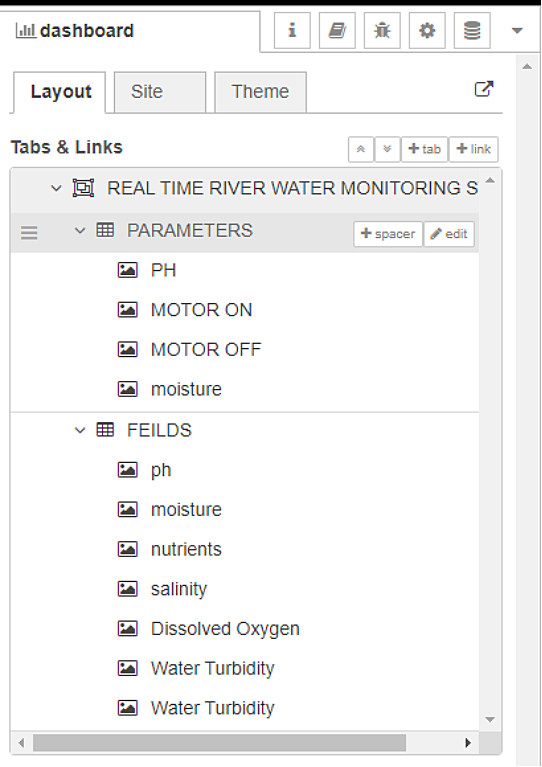 dashboard
Layout Site Theme
Tabs & Links
+ tab + link
REAL TIME RIVER WATER MONITORING S
PARAMETERS
+ spacer edit
PH
MOTOR ON
MOTOR OFF
moisture
FEILDS
ph
moisture
nutrients
salinity
Dissolved Oxygen
Water Turbidity
Water Turbidity